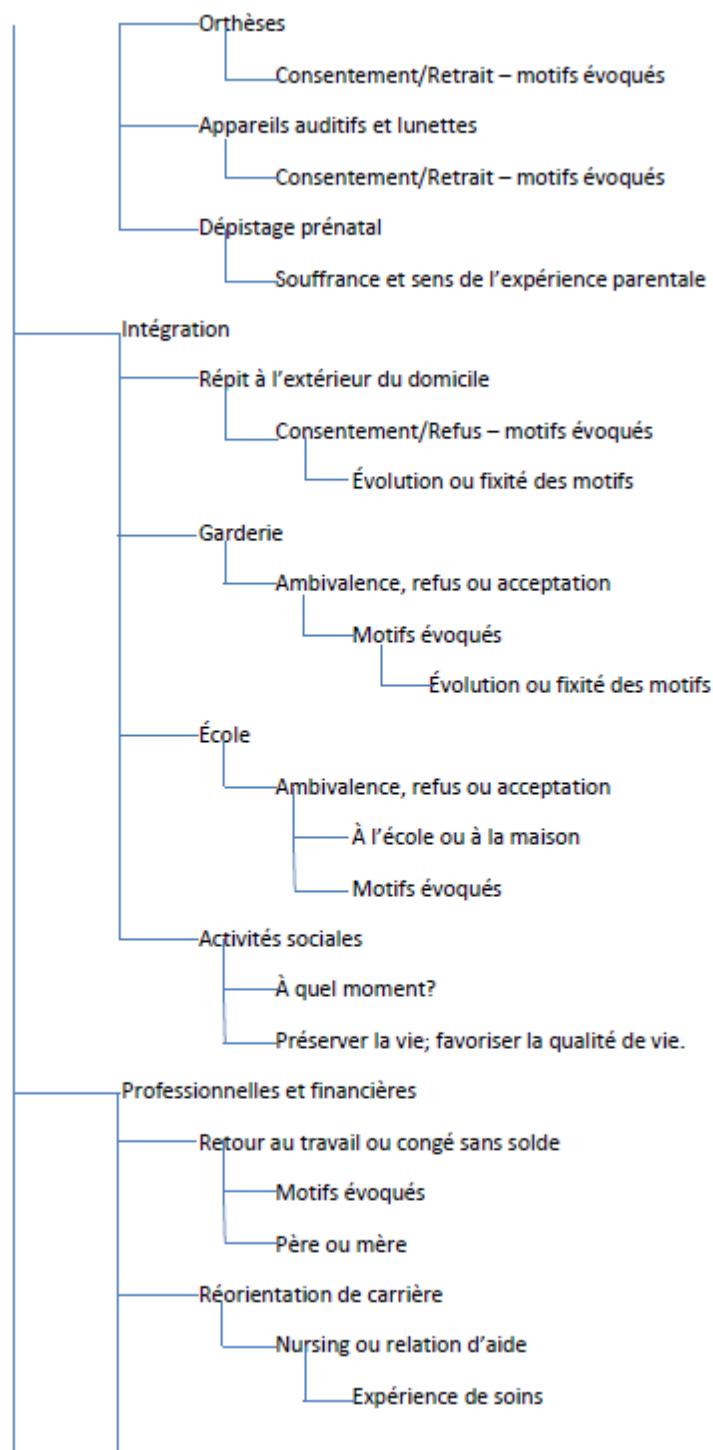 Orthèses
Consentement/Retrait – motifs évoqués
Appareils auditifs et lunettes
Consentement/Retrait – motifs évoqués
Dépistage prénatal
Souffrance et sens de l’expérience parentale
Intégration
Répit à l’extérieur du domicile
Consentement/Refus – motifs évoqués
Évolution ou fixité des motifs
Garderie
Ambivalence, refus ou acceptation
Motifs évoqués
Évolution ou fixité des motifs
École
Ambivalence, refus ou acceptation
À l’école ou à la maison
Motifs évoqués
Activités sociales
À quel moment?
Préserver la vie; favoriser la qualité de vie.
Professionnelles et financières
Retour au travail ou congé sans solde
Motifs évoqués
Père ou mère
Réorientation de carrière
Nursing ou relation d’aide
Expérience de soins